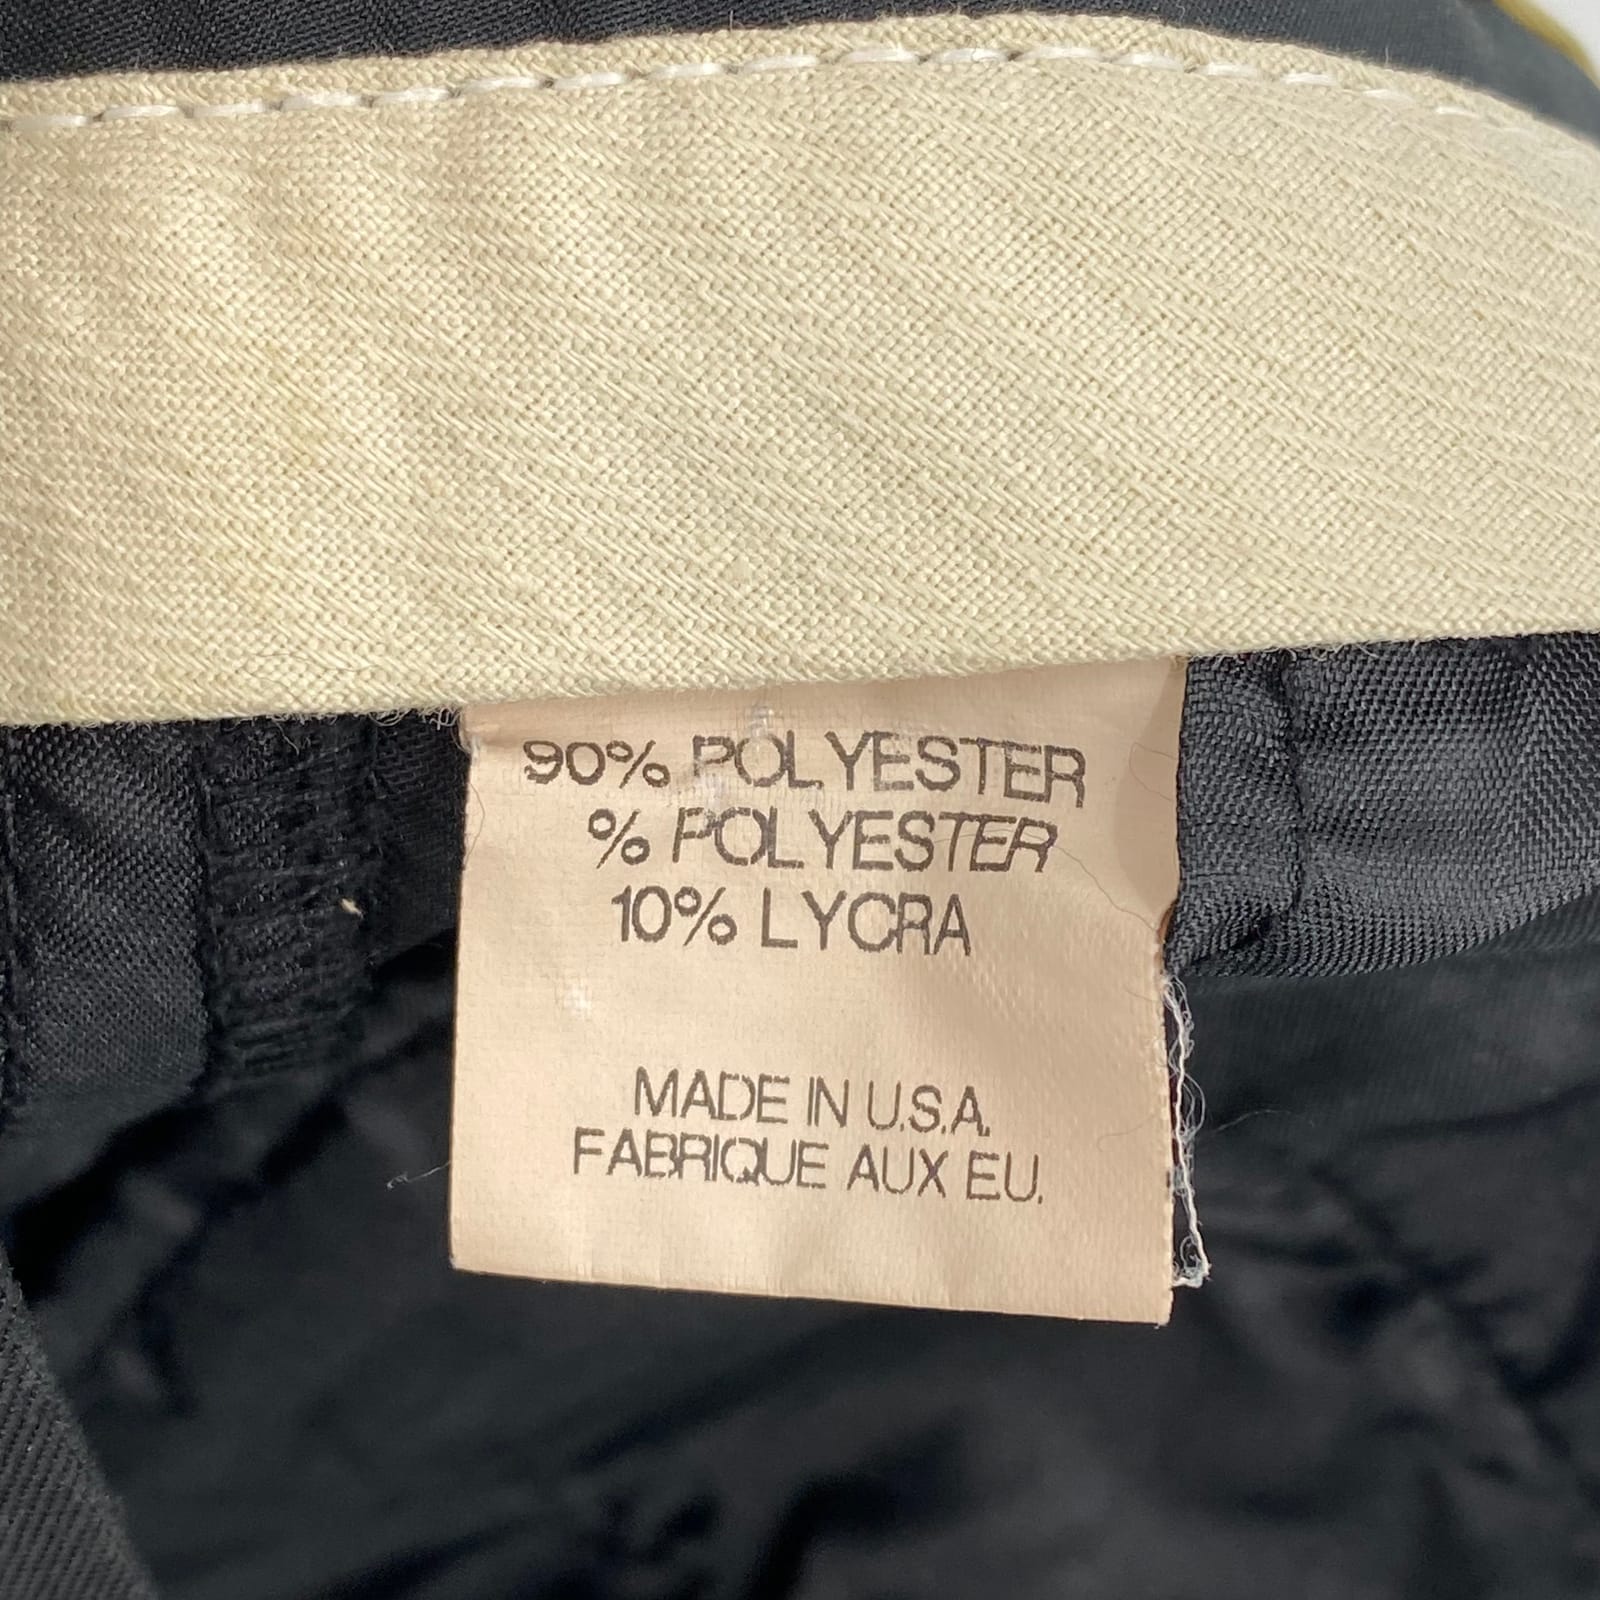 90% POLYESTER
% POLYESTER
10% LYCRA
MADE IN U.S.A.
FABRIQUE AUX EU.